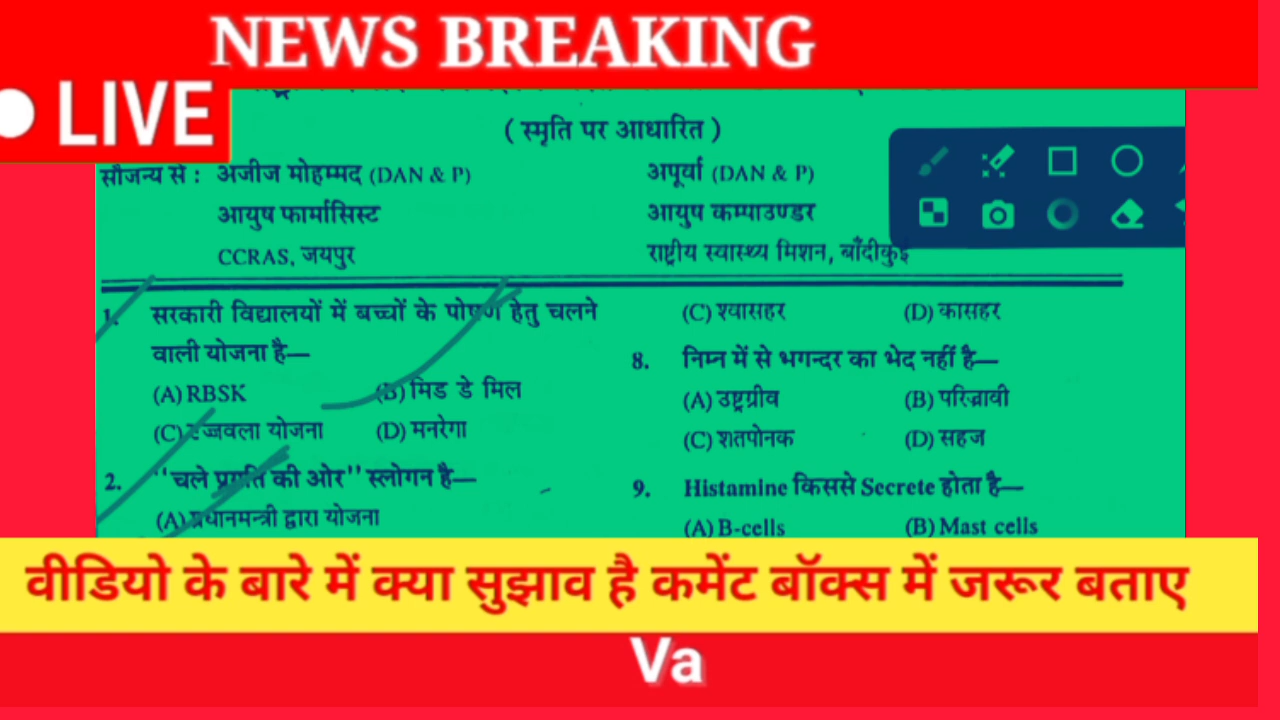 NEWS BREAKING
LIVE
( स्मृति पर आधारित )
सौजन्य से : अजीज मोहम्मद (DAN & P)
आयुष फार्मासिस्ट
CCRAS, जयपुर
अपूर्वा (DAN & P)
आयुष कम्पाउण्डर
राष्ट्रीय स्वास्थ्य मिशन, बाँदीकुई
1. सरकारी विद्यालयों में बच्चों के पोषण हेतु चलने
वाली योजना है—
(A) RBSK (B) मिड डे मिल
(C) उज्जवला योजना (D) मनरेगा
2. ''चले प्रगति की ओर'' स्लोगन है—
(A) प्रधानमन्त्री द्वारा योजना
(C) श्वासहर (D) कासहर
8. निम्न में से भगन्दर का भेद नहीं है—
(A) उष्ट्रग्रीव (B) परिस्रावी
(C) शतपोनक (D) सहज
9. Histamine किससे Secrete होता है—
(A) B-cells (B) Mast cells
वीडियो के बारे में क्या सुझाव है कमेंट बॉक्स में जरूर बताए
Va